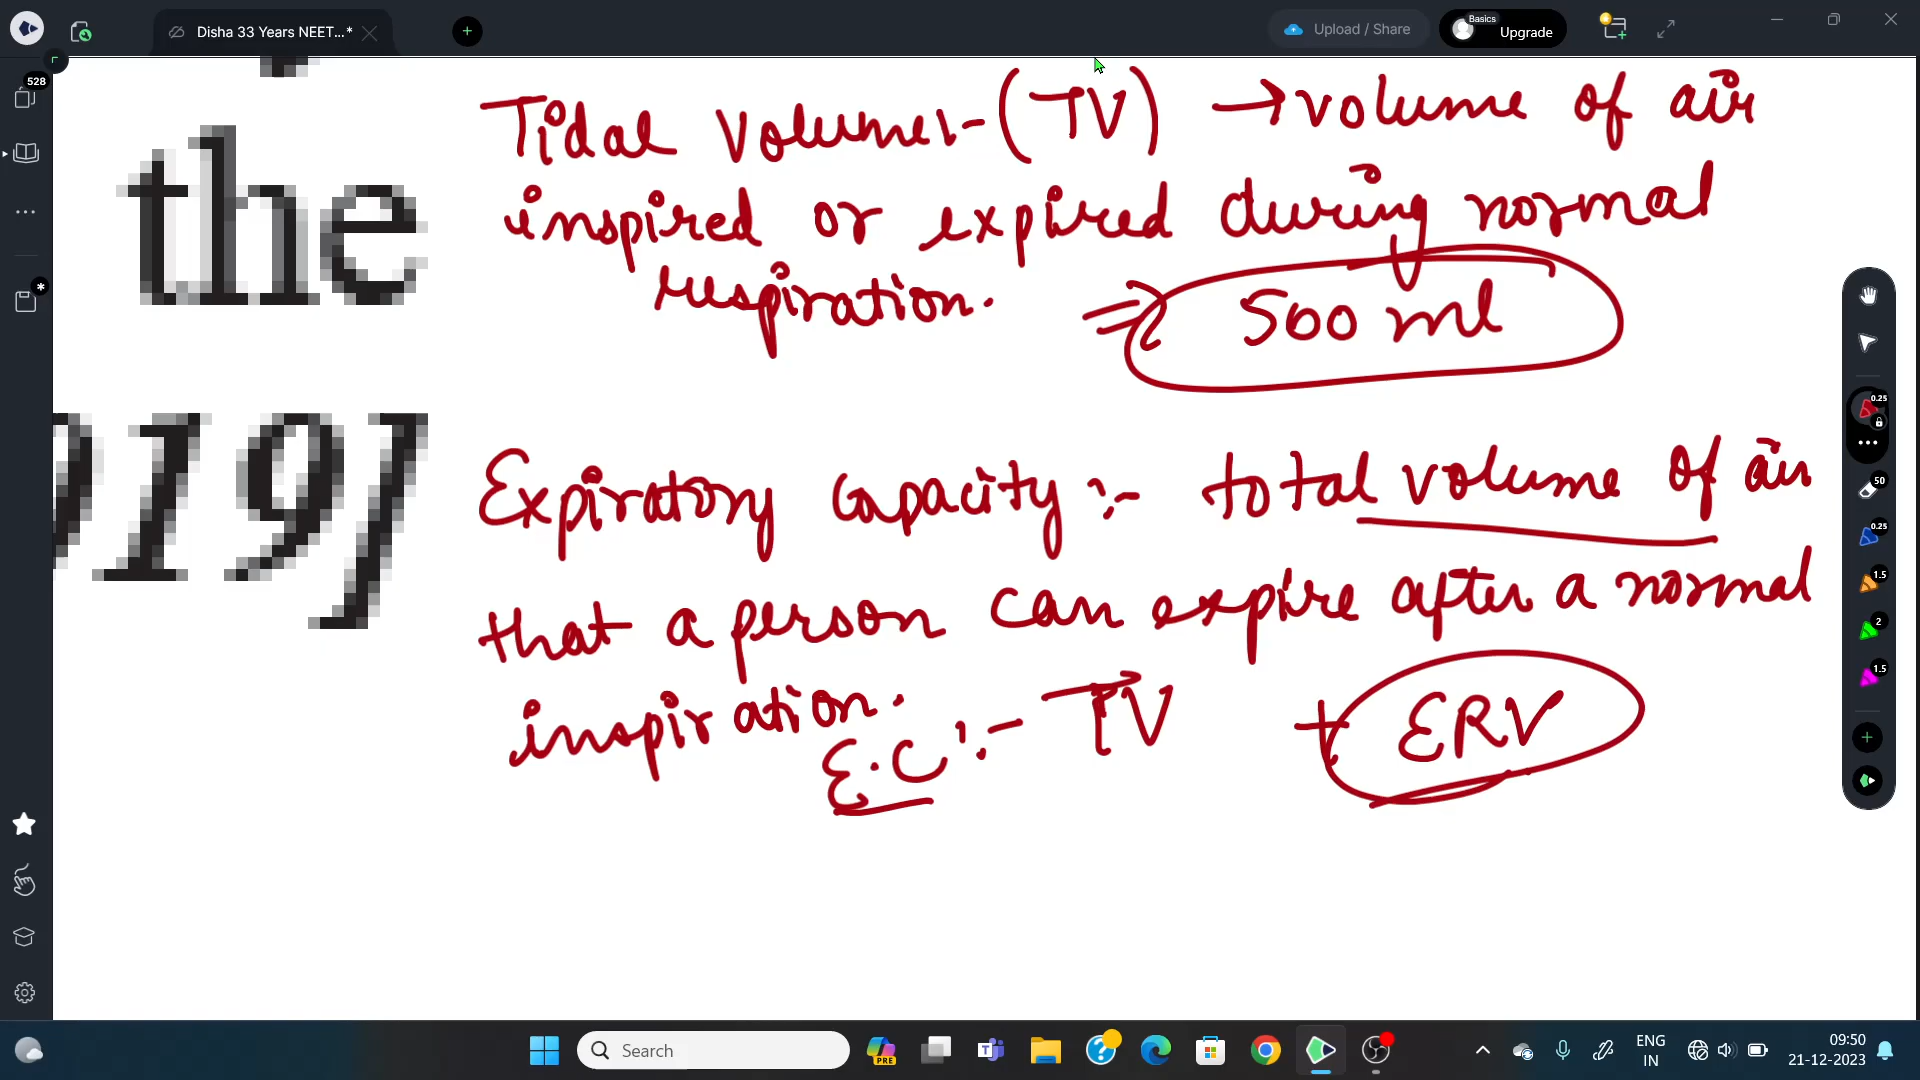 Basics
Disha 33 Years NEET...*
Upload / Share
Upgrade
528
the
019]
Tidal Volume:- (TV) → volume of air
inspired or expired during normal
respiration.
⇒ 500 ml
Expiratory Capacity :- total volume of air
that a person can expire after a normal
inspiration.
E.C :- TV + ERV
0.25
50
0.25
1.5
2
1.5
Search
PRE
ENG
IN
09:50
21-12-2023